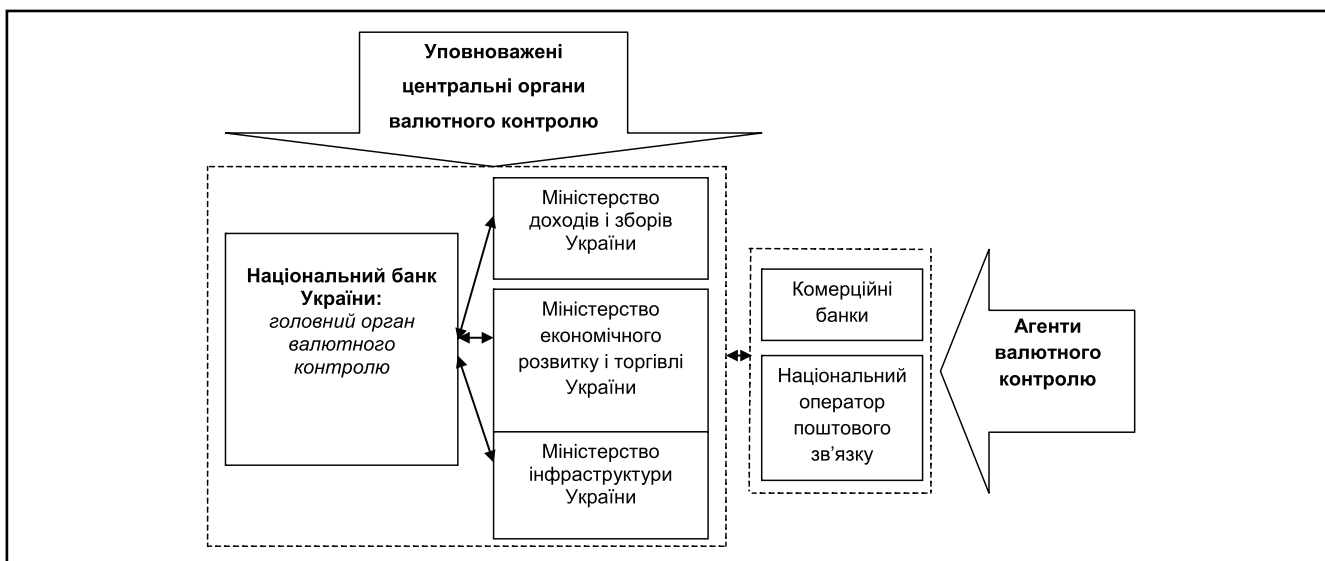 Уповноважені
центральні органи
валютного контролю
Національний банк
України:
головний орган
валютного
контролю
Міністерство
доходів і зборів
України
Міністерство
економічного
розвитку і торгівлі
України
Міністерство
інфраструктури
України
Комерційні
банки
Національний
оператор
поштового
зв’язку
Агенти
валютного
контролю